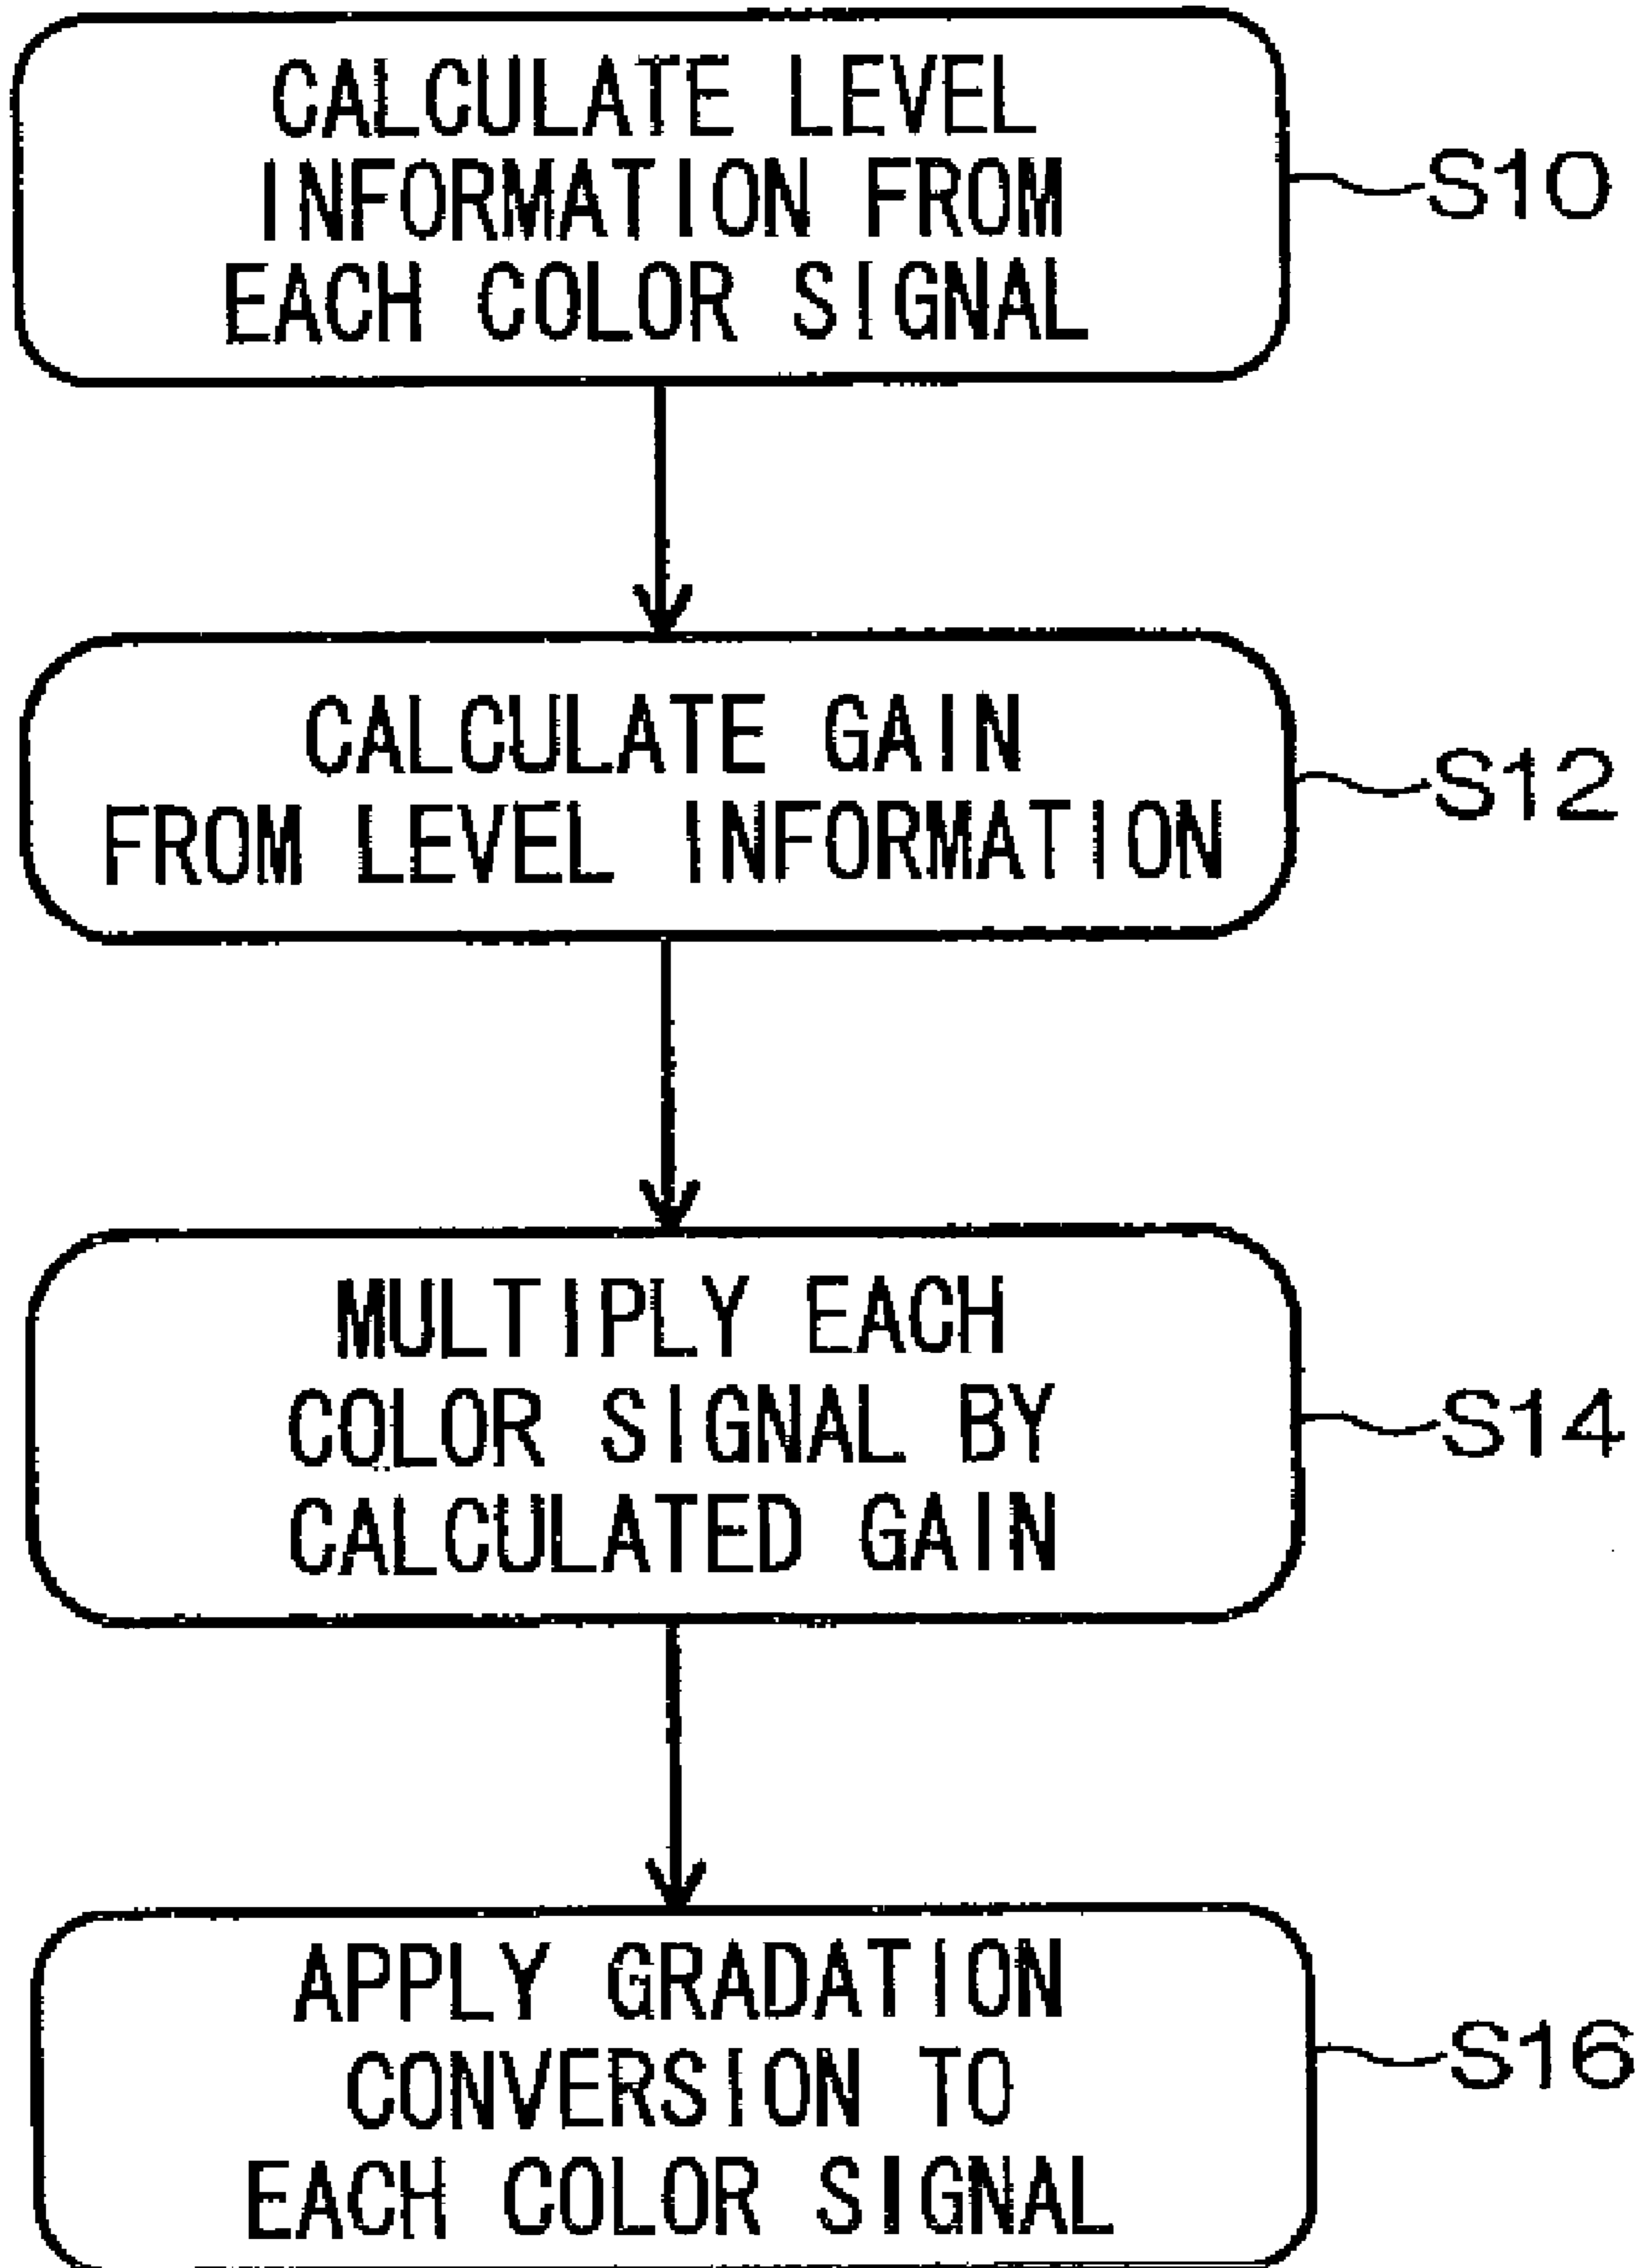 CALCULATE LEVEL
INFORMATION FROM
EACH COLOR SIGNAL
S10
CALCULATE GAIN
FROM LEVEL INFORMATION
S12
MULTIPLY EACH
COLOR SIGNAL BY
CALCULATED GAIN
S14
APPLY GRADATION
CONVERSION TO
EACH COLOR SIGNAL
S16